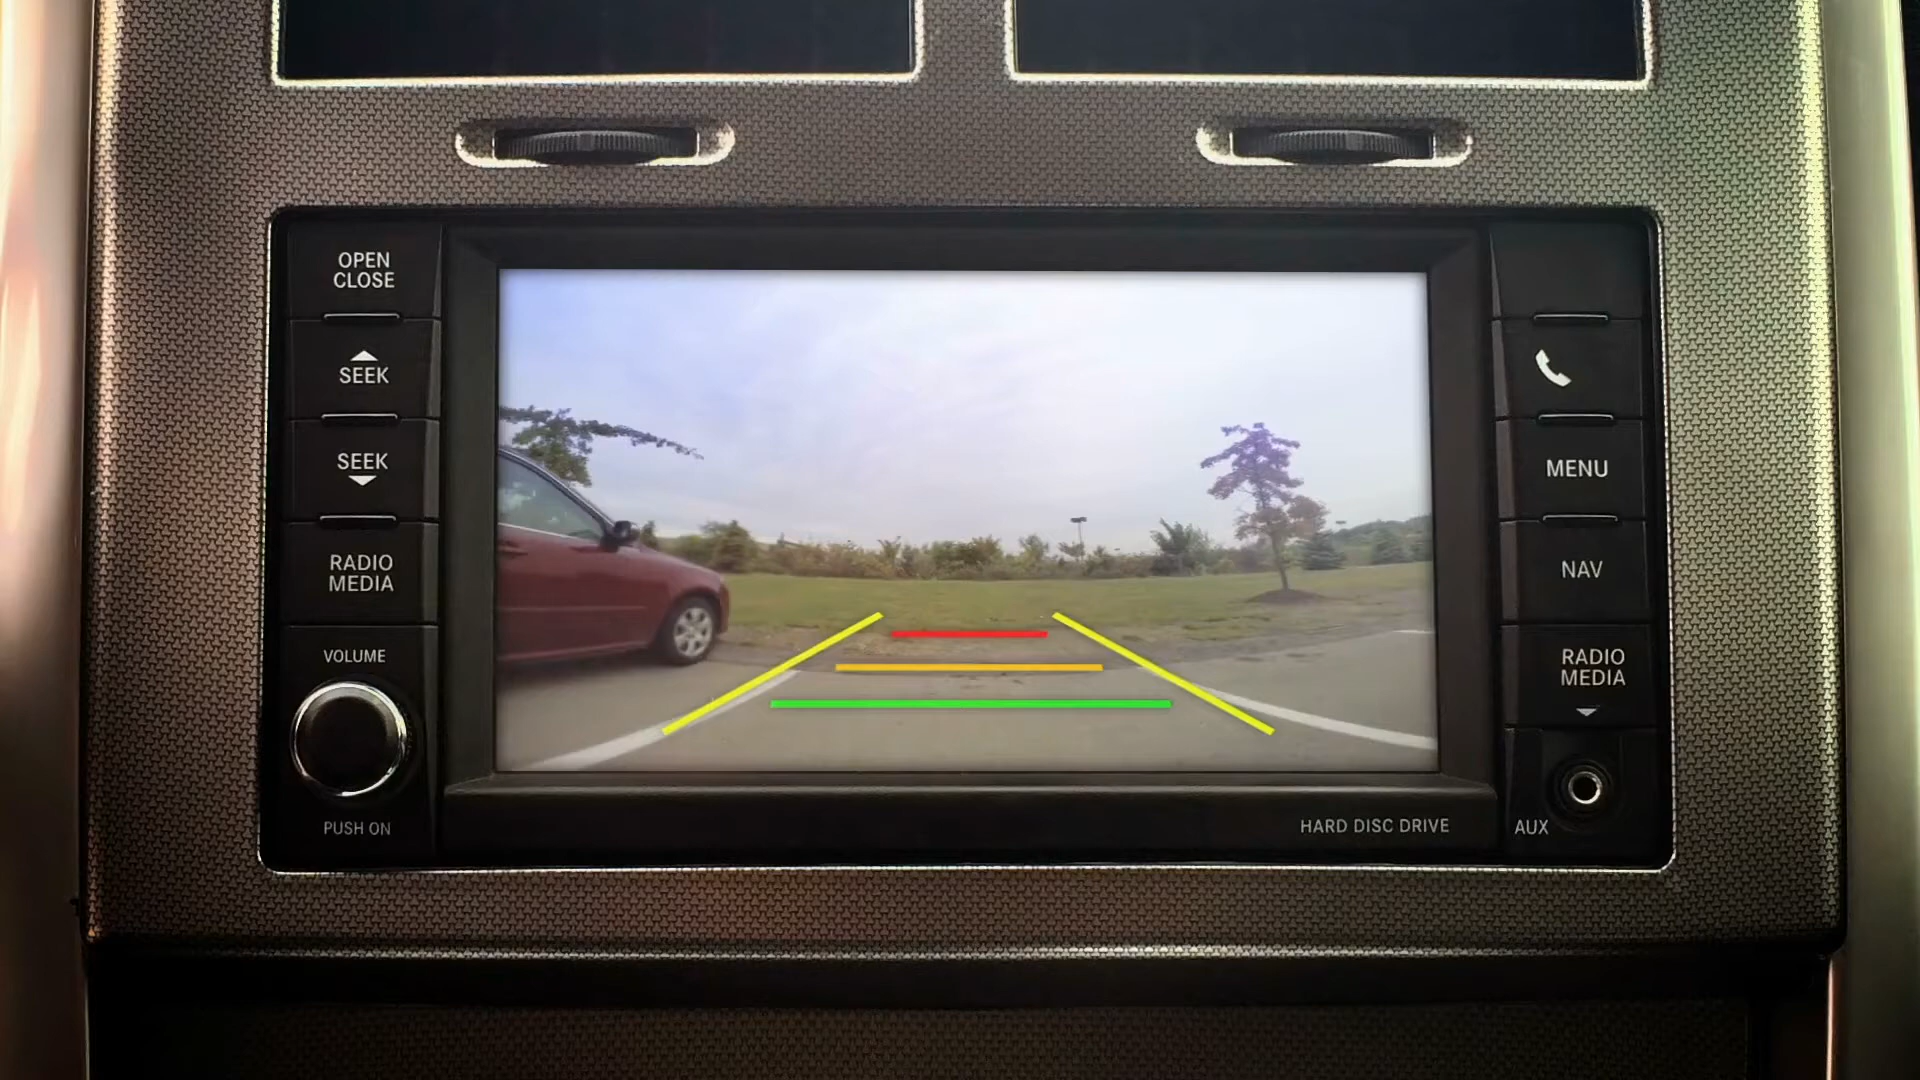 OPEN
CLOSE
SEEK
SEEK
RADIO
MEDIA
VOLUME
PUSH ON
MENU
NAV
RADIO
MEDIA
HARD DISC DRIVE
AUX